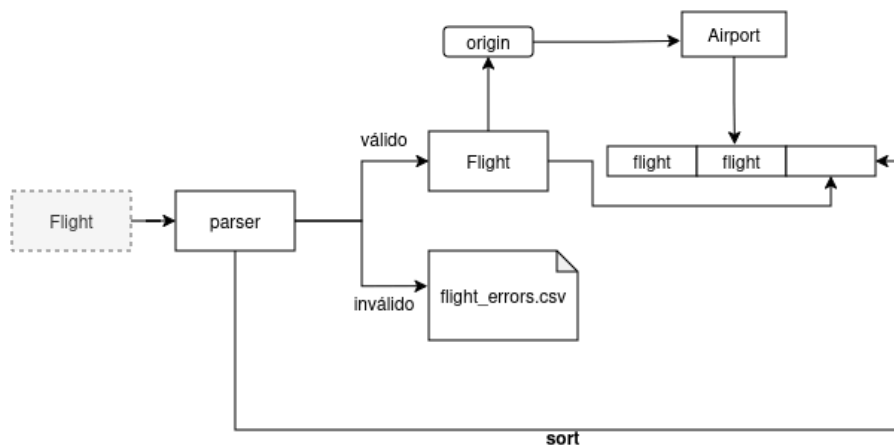 origin
Airport
válido
Flight
flight
flight
Flight
parser
inválido
flight_errors.csv
sort